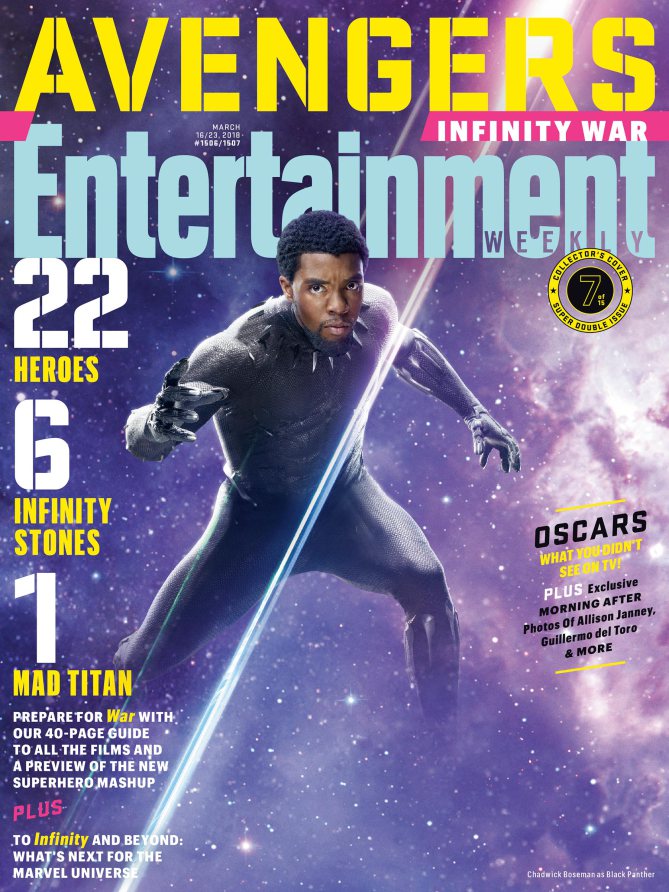 AVENGERS
INFINITY WAR
MARCH
16/23, 2018
#1506/1507
Entertainment
WEEKLY
COLLECTOR'S COVER
7 of 15
SUPER DOUBLE ISSUE
22
HEROES
6
INFINITY
STONES
1
MAD TITAN
PREPARE FOR War WITH
OUR 40-PAGE GUIDE
TO ALL THE FILMS AND
A PREVIEW OF THE NEW
SUPERHERO MASHUP
PLUS
TO Infinity AND BEYOND:
WHAT'S NEXT FOR THE
MARVEL UNIVERSE
OSCARS
WHAT YOU DIDN'T
SEE ON TV!
PLUS Exclusive
MORNING AFTER
Photos Of Allison Janney,
Guillermo del Toro
& MORE
Chadwick Boseman as Black Panther